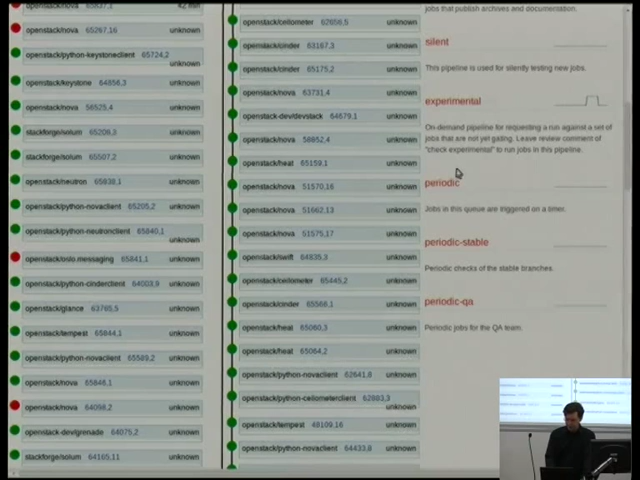 openstack/nova 65837,1 42 min
openstack/nova 65267,16 unknown
openstack/python-keystoneclient 65724,2
unknown
openstack/keystone 64856,3 unknown
openstack/nova 56525,4 unknown
stackforge/solum 65208,3 unknown
stackforge/solum 65507,2 unknown
openstack/neutron 65838,1 unknown
openstack/python-novaclient 65205,2 unknown
openstack/python-neutronclient 65840,1
unknown
openstack/oslo.messaging 65841,1 unknown
openstack/python-cinderclient 64003,9 unknown
openstack/glance 63765,5 unknown
openstack/tempest 65844,1 unknown
openstack/python-novaclient 65589,2 unknown
openstack/nova 65846,1 unknown
openstack/nova 64098,2 unknown
openstack-dev/grenade 64075,2 unknown
stackforge/solum 64165,11 unknown
openstack/ceilometer 62656,5 unknown
openstack/cinder 63167,3 unknown
openstack/cinder 65175,2 unknown
openstack/nova 63731,4 unknown
openstack-dev/devstack 64679,1 unknown
openstack/nova 58652,4 unknown
openstack/heat 65159,1 unknown
openstack/nova 51570,16 unknown
openstack/nova 51662,13 unknown
openstack/nova 51575,17 unknown
openstack/swift 64835,3 unknown
openstack/ceilometer 65445,2 unknown
openstack/cinder 65568,1 unknown
openstack/heat 65060,3 unknown
openstack/heat 65064,2 unknown
openstack/python-novaclient 62641,8 unknown
openstack/python-ceilometerclient 62883,3
unknown
openstack/tempest 48109,16 unknown
openstack/python-novaclient 64433,8 unknown
jobs that publish archives and documentation.
silent
This pipeline is used for silently testing new jobs.
experimental
On-demand pipeline for requesting a run against a set of
jobs that are not yet gating. Leave review comment of
"check experimental" to run jobs in this pipeline.
periodic
Jobs in this queue are triggered on a timer.
periodic-stable
Periodic checks of the stable branches.
periodic-qa
Periodic jobs for the QA team.